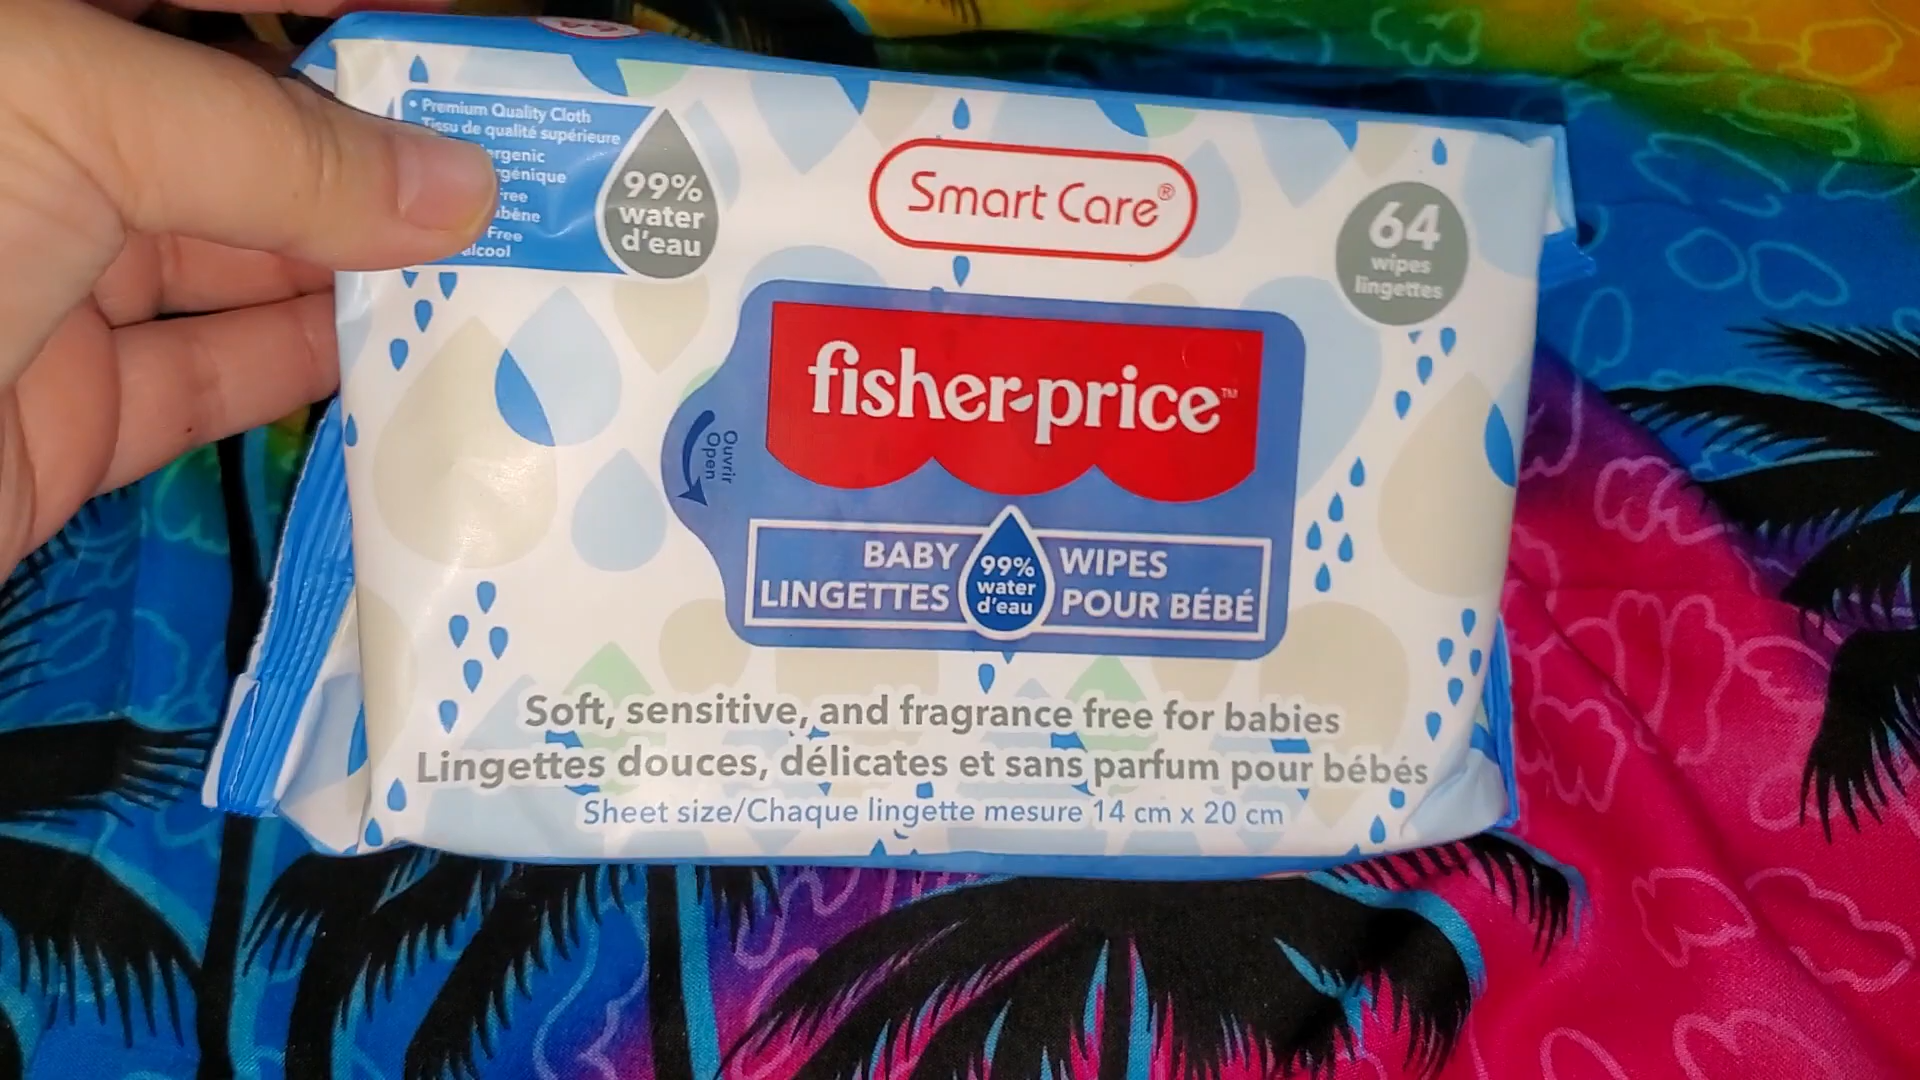 • Premium Quality Cloth
Tissu de qualité supérieure
99%
water
d'eau
Smart Care®
64
wipes
lingettes
fisher-price™
Ouvrir
Open
BABY WIPES
LINGETTES POUR BÉBÉ
99%
water
d'eau
Soft, sensitive, and fragrance free for babies
Lingettes douces, délicates et sans parfum pour bébés
Sheet size/Chaque lingette mesure 14 cm x 20 cm